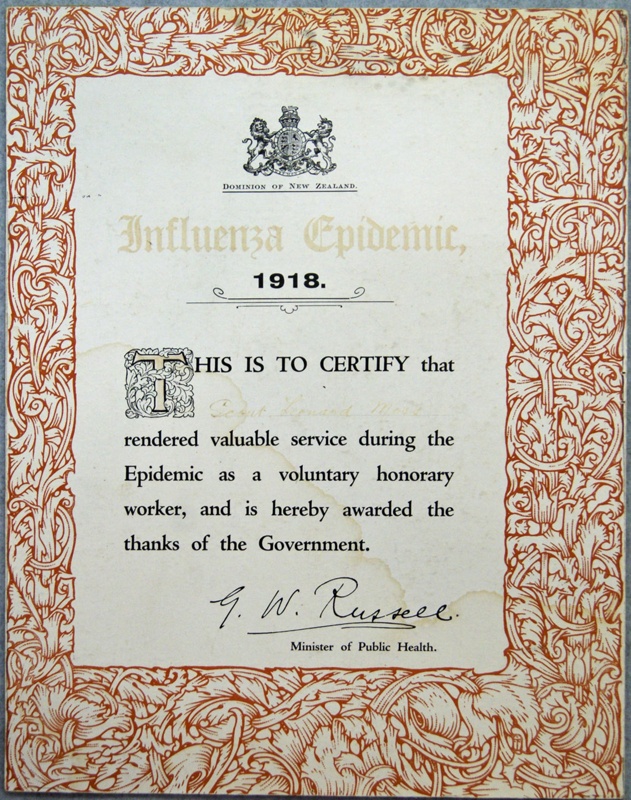 DOMINION OF NEW ZEALAND.
Influenza Epidemic,
1918.
THIS IS TO CERTIFY that
Leonard
rendered valuable service during the
Epidemic as a voluntary honorary
worker, and is hereby awarded the
thanks of the Government.
G. W. Russell.
Minister of Public Health.